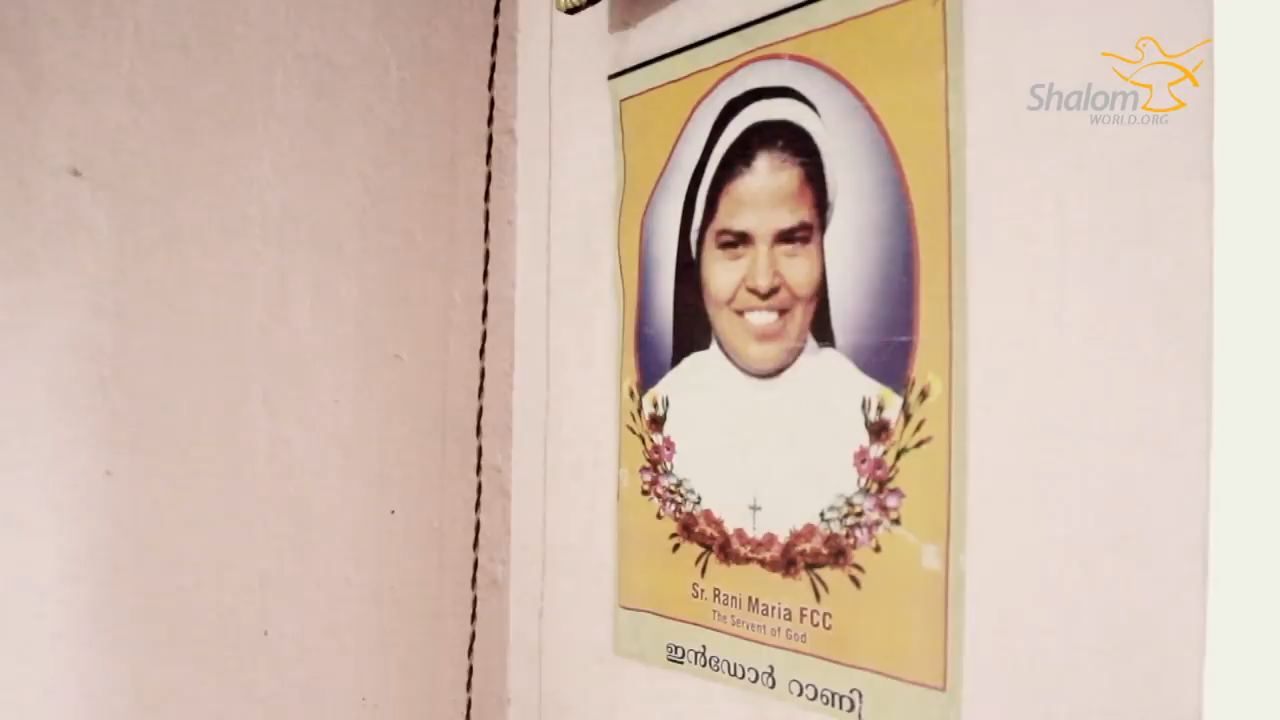 Shalom
WORLD.ORG
Sr. Rani Maria FCC
The Servent of God
ഇൻഡോർ റാണി